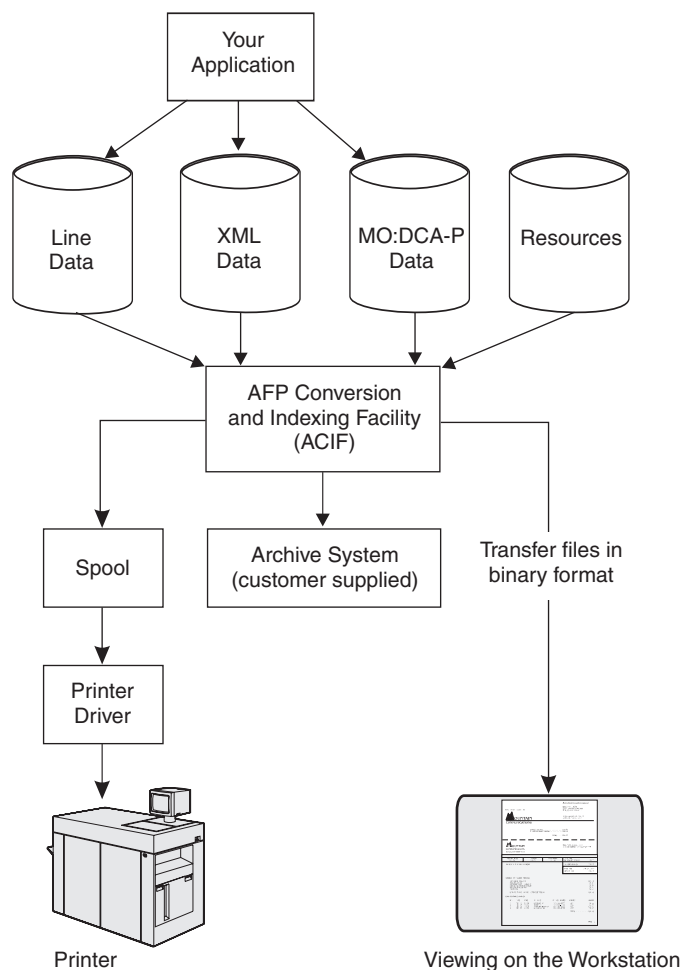 Your
Application
Line
Data
XML
Data
MO:DCA-P
Data
Resources
AFP Conversion
and Indexing Facility
(ACIF)
Spool
Archive System
(customer supplied)
Transfer files in
binary format
Printer
Driver
Printer
Viewing on the Workstation